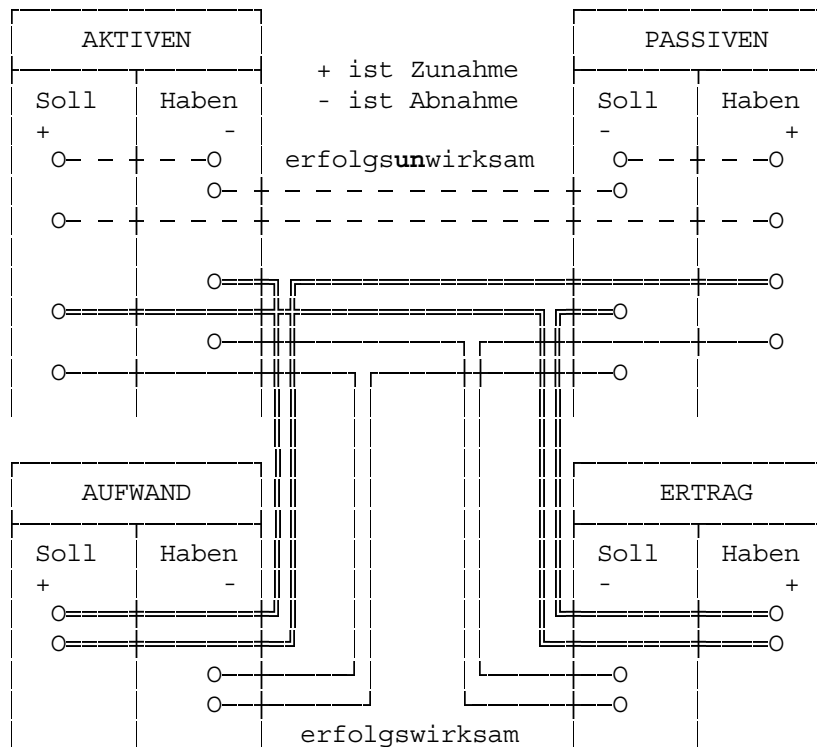 AKTIVEN PASSIVEN
+ ist Zunahme
Soll Haben - ist Abnahme Soll Haben
+ - - +
erfolgsunwirksam
AUFWAND ERTRAG
Soll Haben Soll Haben
+ - - +
erfolgswirksam